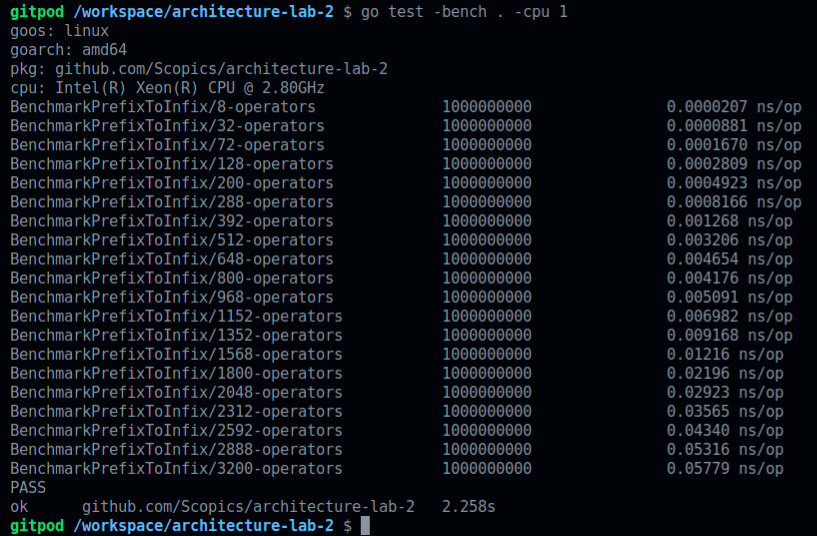 gitpod /workspace/architecture-lab-2 $ go test -bench . -cpu 1
goos: linux
goarch: amd64
pkg: github.com/Scopics/architecture-lab-2
cpu: Intel(R) Xeon(R) CPU @ 2.80GHz
BenchmarkPrefixToInfix/8-operators 1000000000 0.0000207 ns/op
BenchmarkPrefixToInfix/32-operators 1000000000 0.0000881 ns/op
BenchmarkPrefixToInfix/72-operators 1000000000 0.0001670 ns/op
BenchmarkPrefixToInfix/128-operators 1000000000 0.0002809 ns/op
BenchmarkPrefixToInfix/200-operators 1000000000 0.0004923 ns/op
BenchmarkPrefixToInfix/288-operators 1000000000 0.0008166 ns/op
BenchmarkPrefixToInfix/392-operators 1000000000 0.001268 ns/op
BenchmarkPrefixToInfix/512-operators 1000000000 0.003206 ns/op
BenchmarkPrefixToInfix/648-operators 1000000000 0.004654 ns/op
BenchmarkPrefixToInfix/800-operators 1000000000 0.004176 ns/op
BenchmarkPrefixToInfix/968-operators 1000000000 0.005091 ns/op
BenchmarkPrefixToInfix/1152-operators 1000000000 0.006982 ns/op
BenchmarkPrefixToInfix/1352-operators 1000000000 0.009168 ns/op
BenchmarkPrefixToInfix/1568-operators 1000000000 0.01216 ns/op
BenchmarkPrefixToInfix/1800-operators 1000000000 0.02196 ns/op
BenchmarkPrefixToInfix/2048-operators 1000000000 0.02923 ns/op
BenchmarkPrefixToInfix/2312-operators 1000000000 0.03565 ns/op
BenchmarkPrefixToInfix/2592-operators 1000000000 0.04340 ns/op
BenchmarkPrefixToInfix/2888-operators 1000000000 0.05316 ns/op
BenchmarkPrefixToInfix/3200-operators 1000000000 0.05779 ns/op
PASS
ok github.com/Scopics/architecture-lab-2 2.258s
gitpod /workspace/architecture-lab-2 $